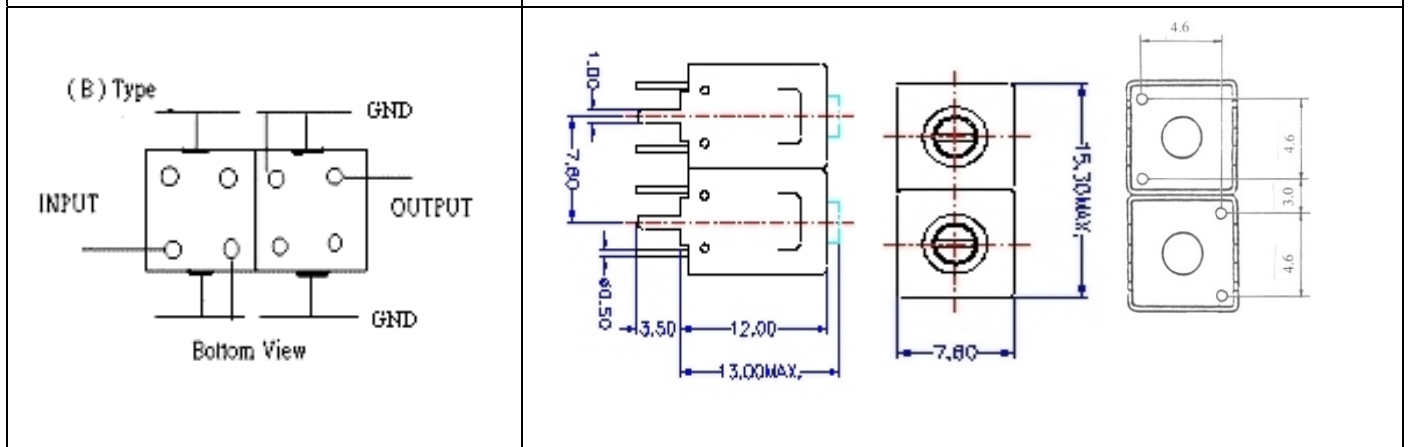 ( B ) Type
GND
INPUT
OUTPUT
GND
Bottom View
1.00
7.60
ø0.50
3.50
12.00
13.00MAX.
15.30MAX.
7.60
4.6
4.6
3.0
4.6